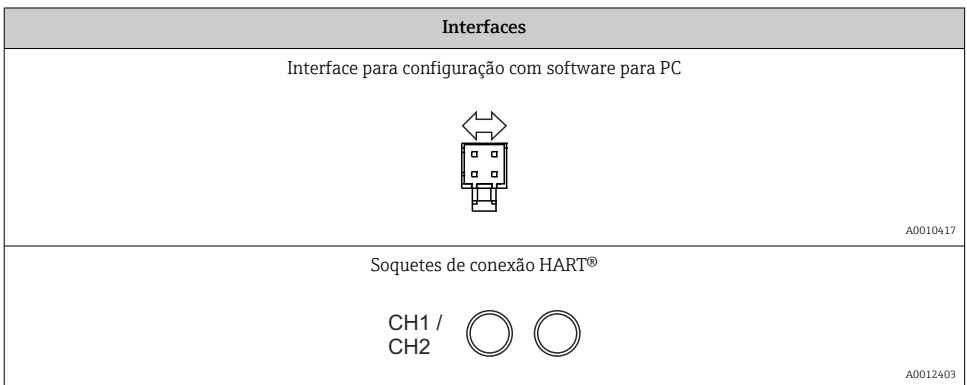 Interfaces
Interface para configuração com software para PC
A0010417
Soquetes de conexão HART®
CH1 /
CH2
A0012403